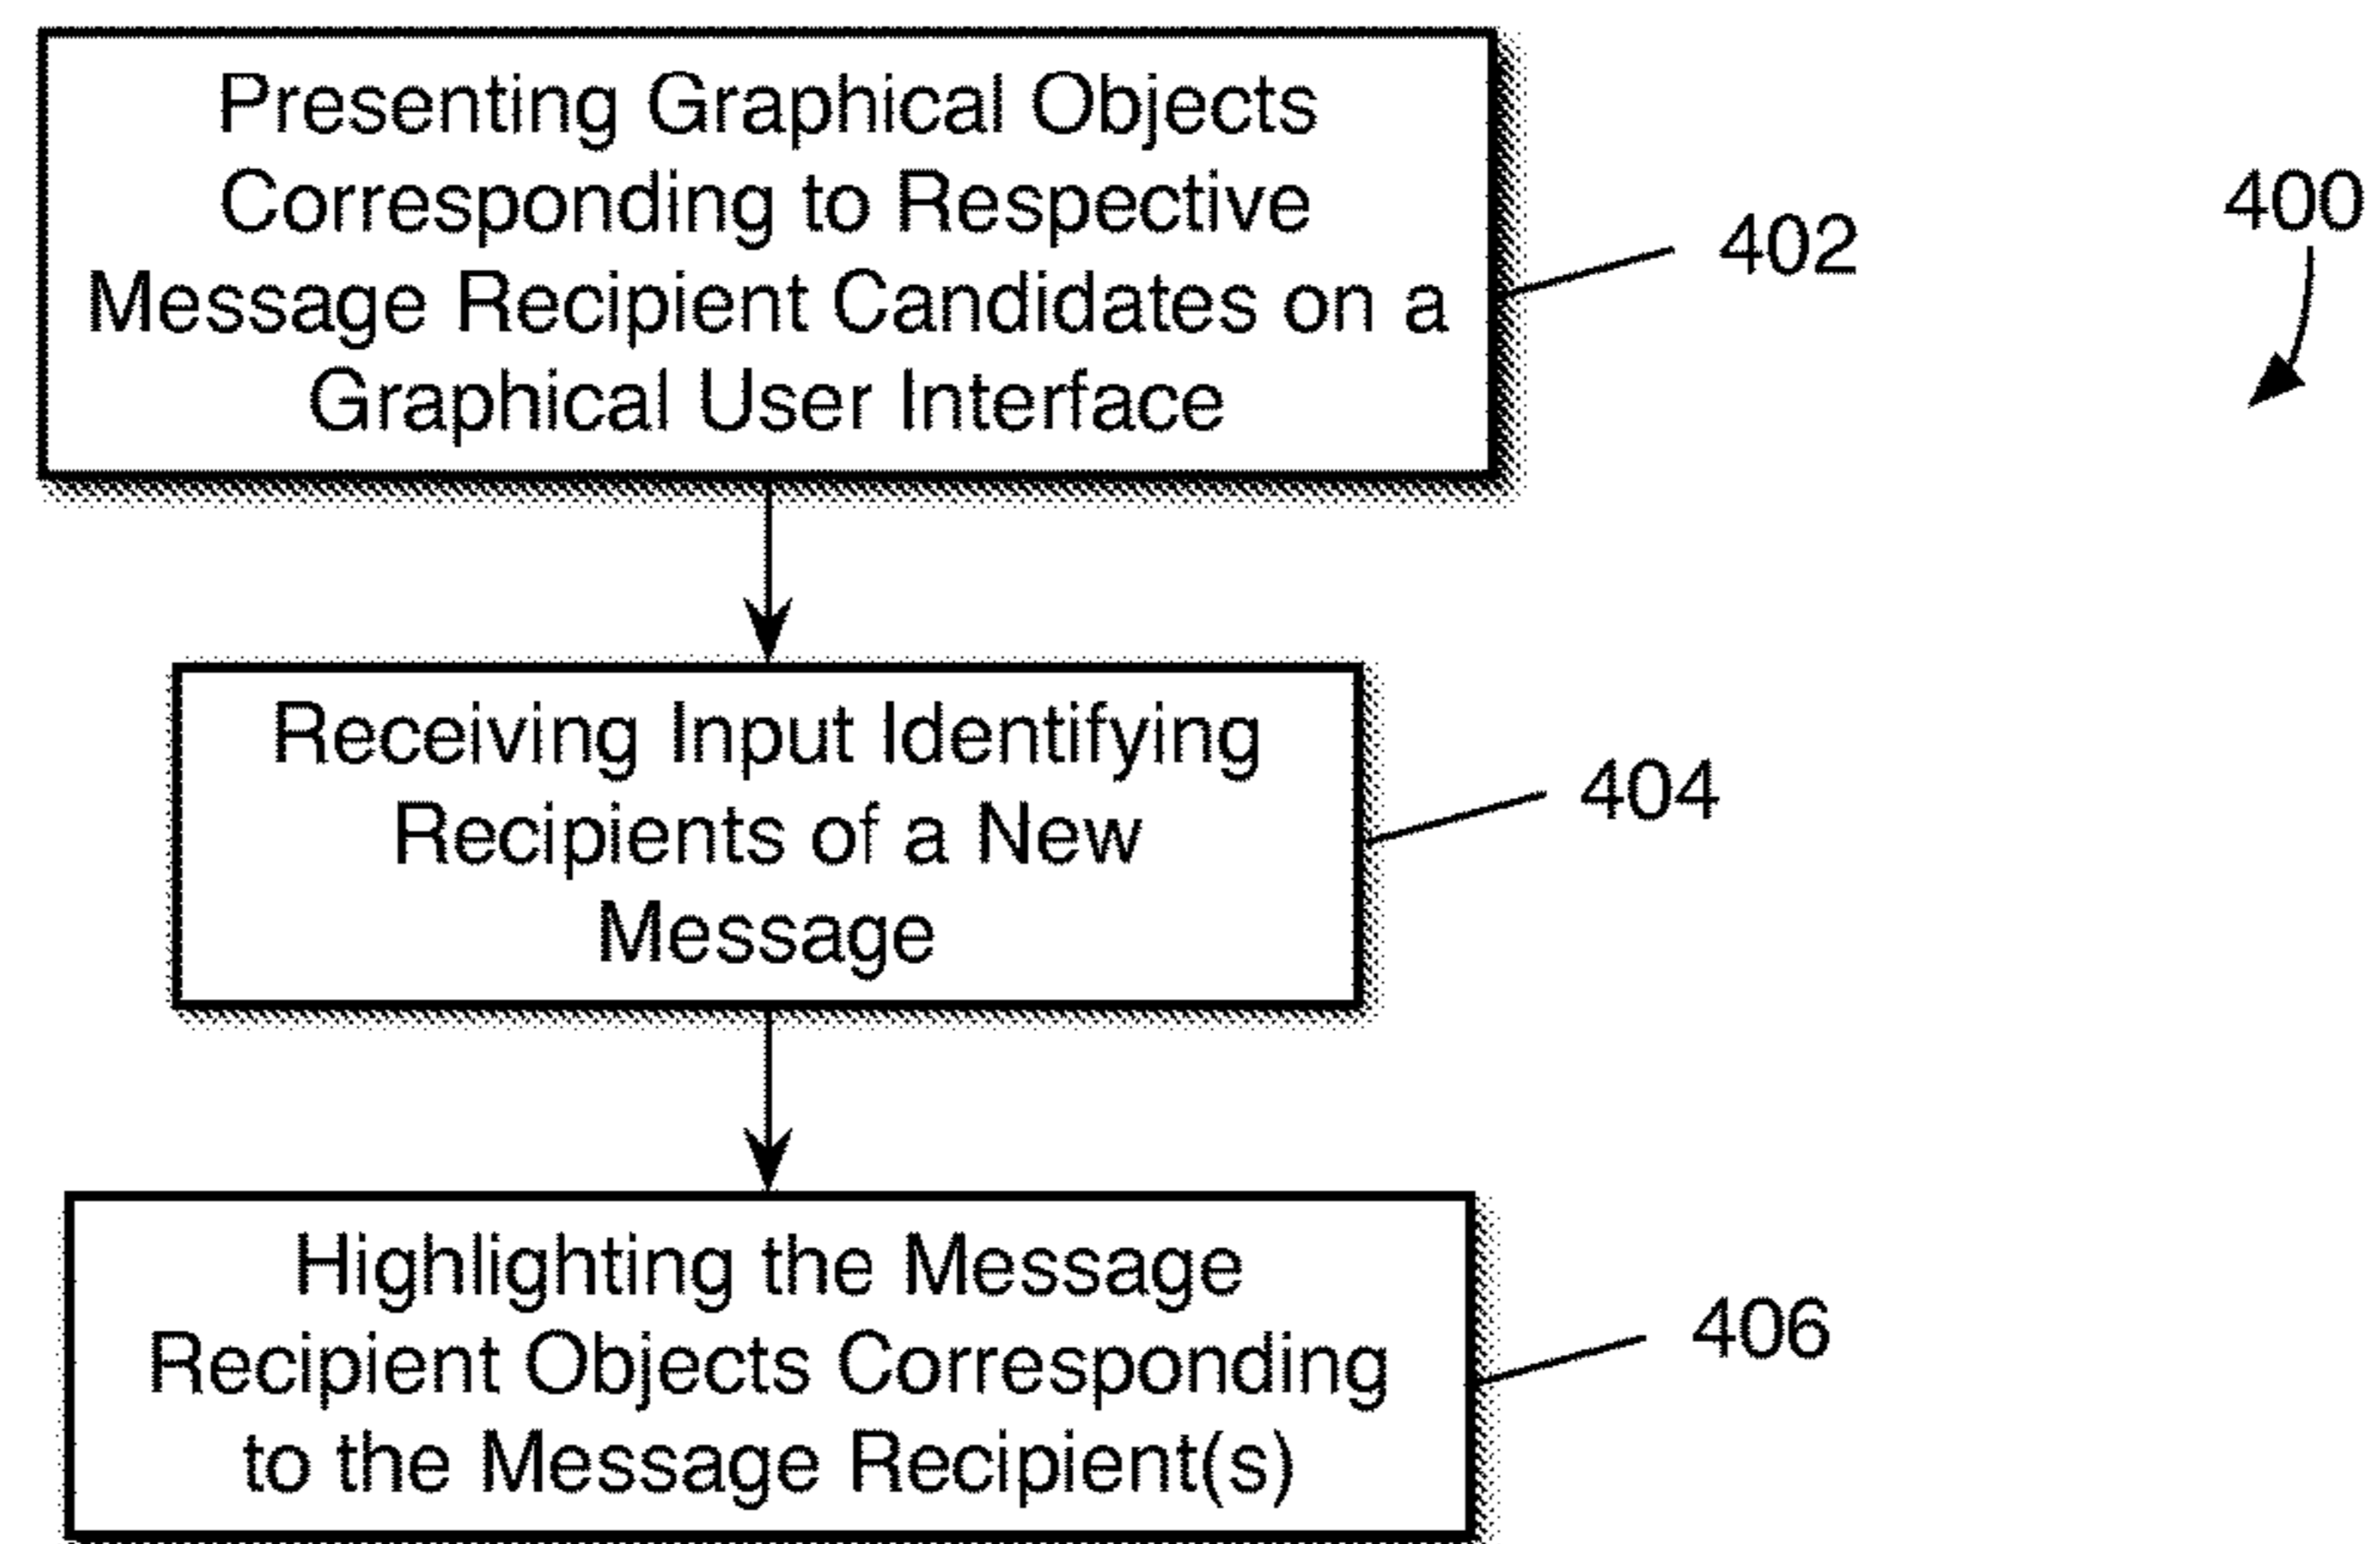 Presenting Graphical Objects
Corresponding to Respective
Message Recipient Candidates on a
Graphical User Interface
402
400
Receiving Input Identifying
Recipients of a New
Message
404
Highlighting the Message
Recipient Objects Corresponding
to the Message Recipient(s)
406